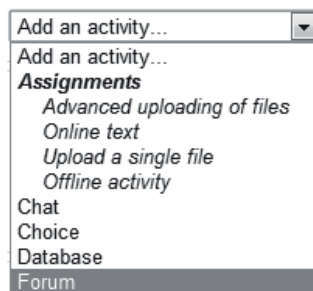 Add an activity...
Add an activity...
Assignments
Advanced uploading of files
Online text
Upload a single file
Offline activity
Chat
Choice
Database
Forum